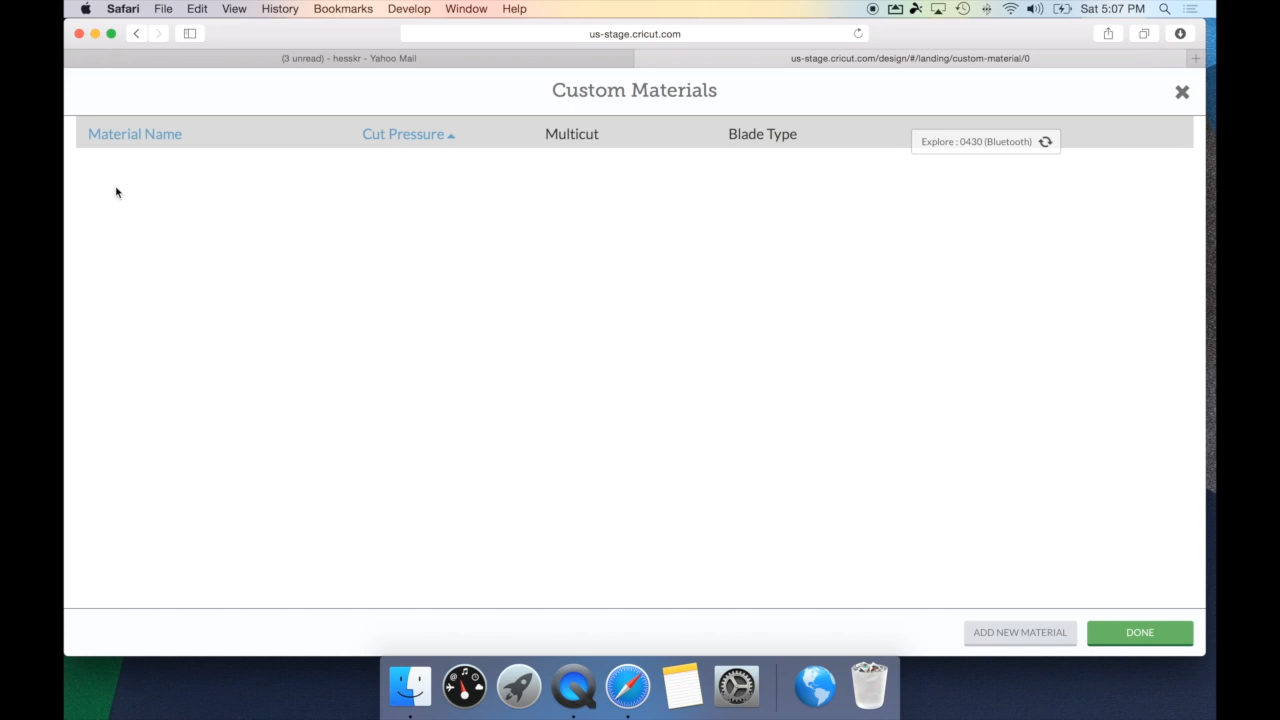 Safari File Edit View History Bookmarks Develop Window Help Sat 5:07 PM
us-stage.cricut.com
(3 unread) - hesskr - Yahoo Mail us-stage.cricut.com/design/#/landing/custom-material/0
Custom Materials
Material Name Cut Pressure Multicut Blade Type
Explore : 0430 (Bluetooth)
ADD NEW MATERIAL DONE